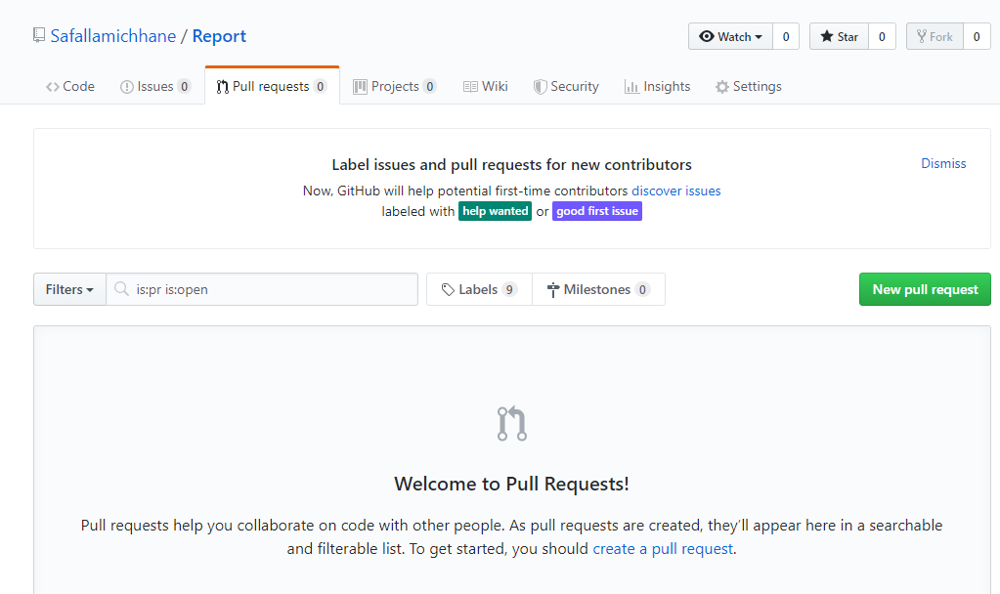 Safallamichhane / Report
Watch 0 Star 0 Fork 0
Code Issues 0 Pull requests 0 Projects 0 Wiki Security Insights Settings
Label issues and pull requests for new contributors
Dismiss
Now, GitHub will help potential first-time contributors discover issues
labeled with help wanted or good first issue
Filters is:pr is:open Labels 9 Milestones 0 New pull request
Welcome to Pull Requests!
Pull requests help you collaborate on code with other people. As pull requests are created, they’ll appear here in a searchable
and filterable list. To get started, you should create a pull request.